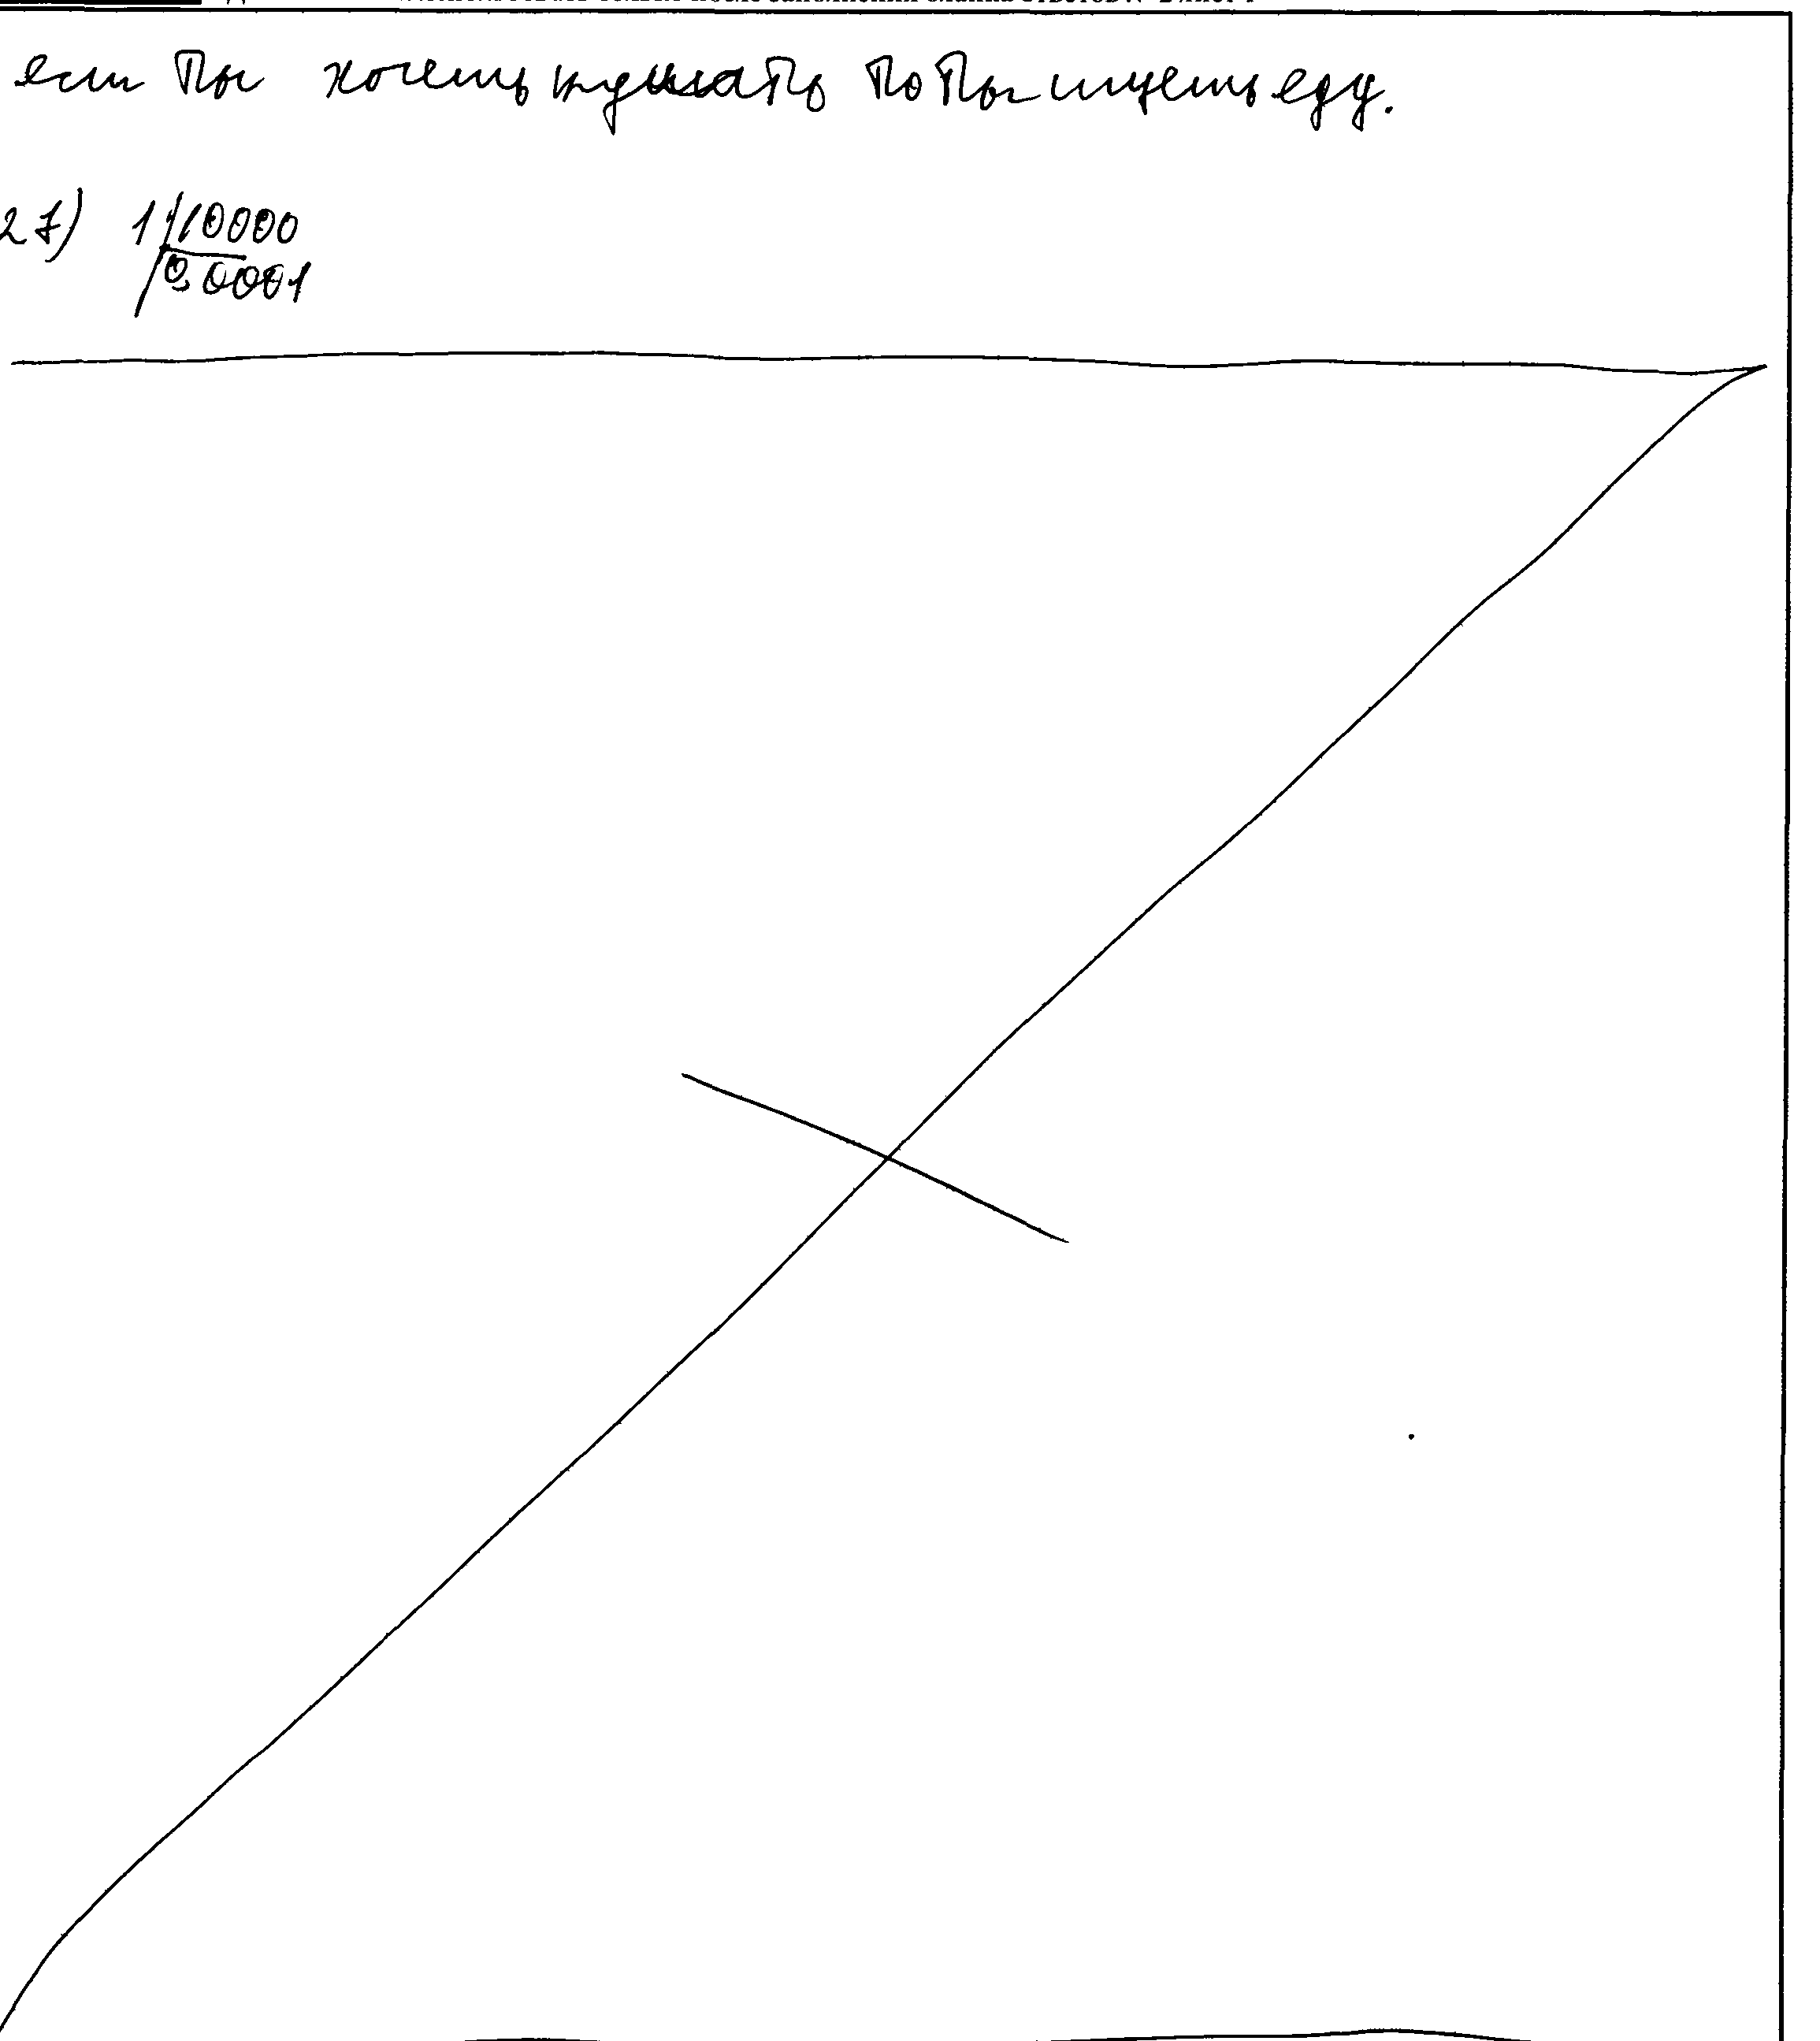 если ты хочешь кушать то ты ищешь еду.
27) 1 | 10000
0,0001